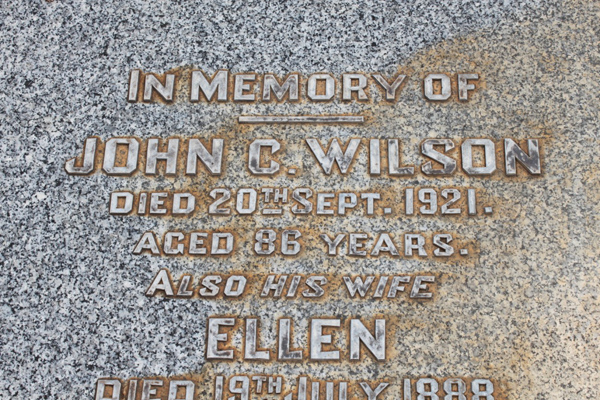 IN MEMORY OF
JOHN C. WILSON
DIED 20TH SEPT. 1921.
AGED 86 YEARS.
ALSO HIS WIFE
ELLEN
DIED 19TH JULY 1888